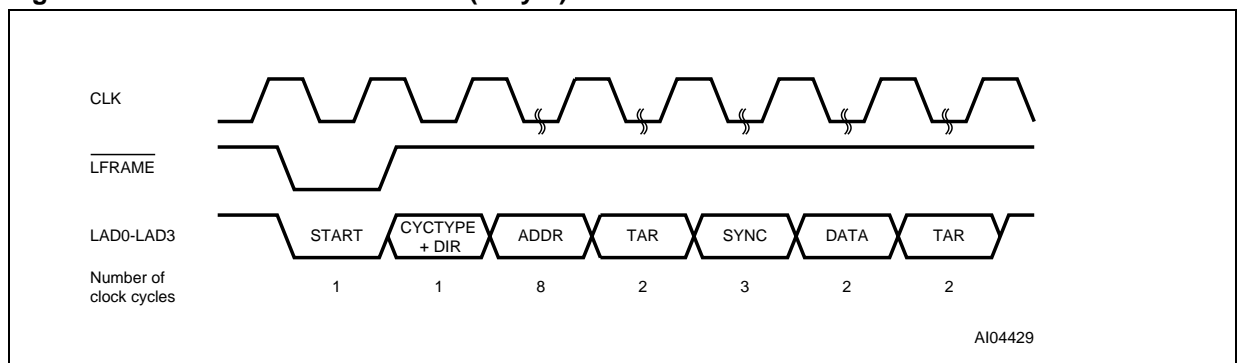 CLK
LFRAME
LAD0-LAD3 START CYCTYPE + DIR ADDR TAR SYNC DATA TAR
Number of clock cycles 1 1 8 2 3 2 2
AI04429